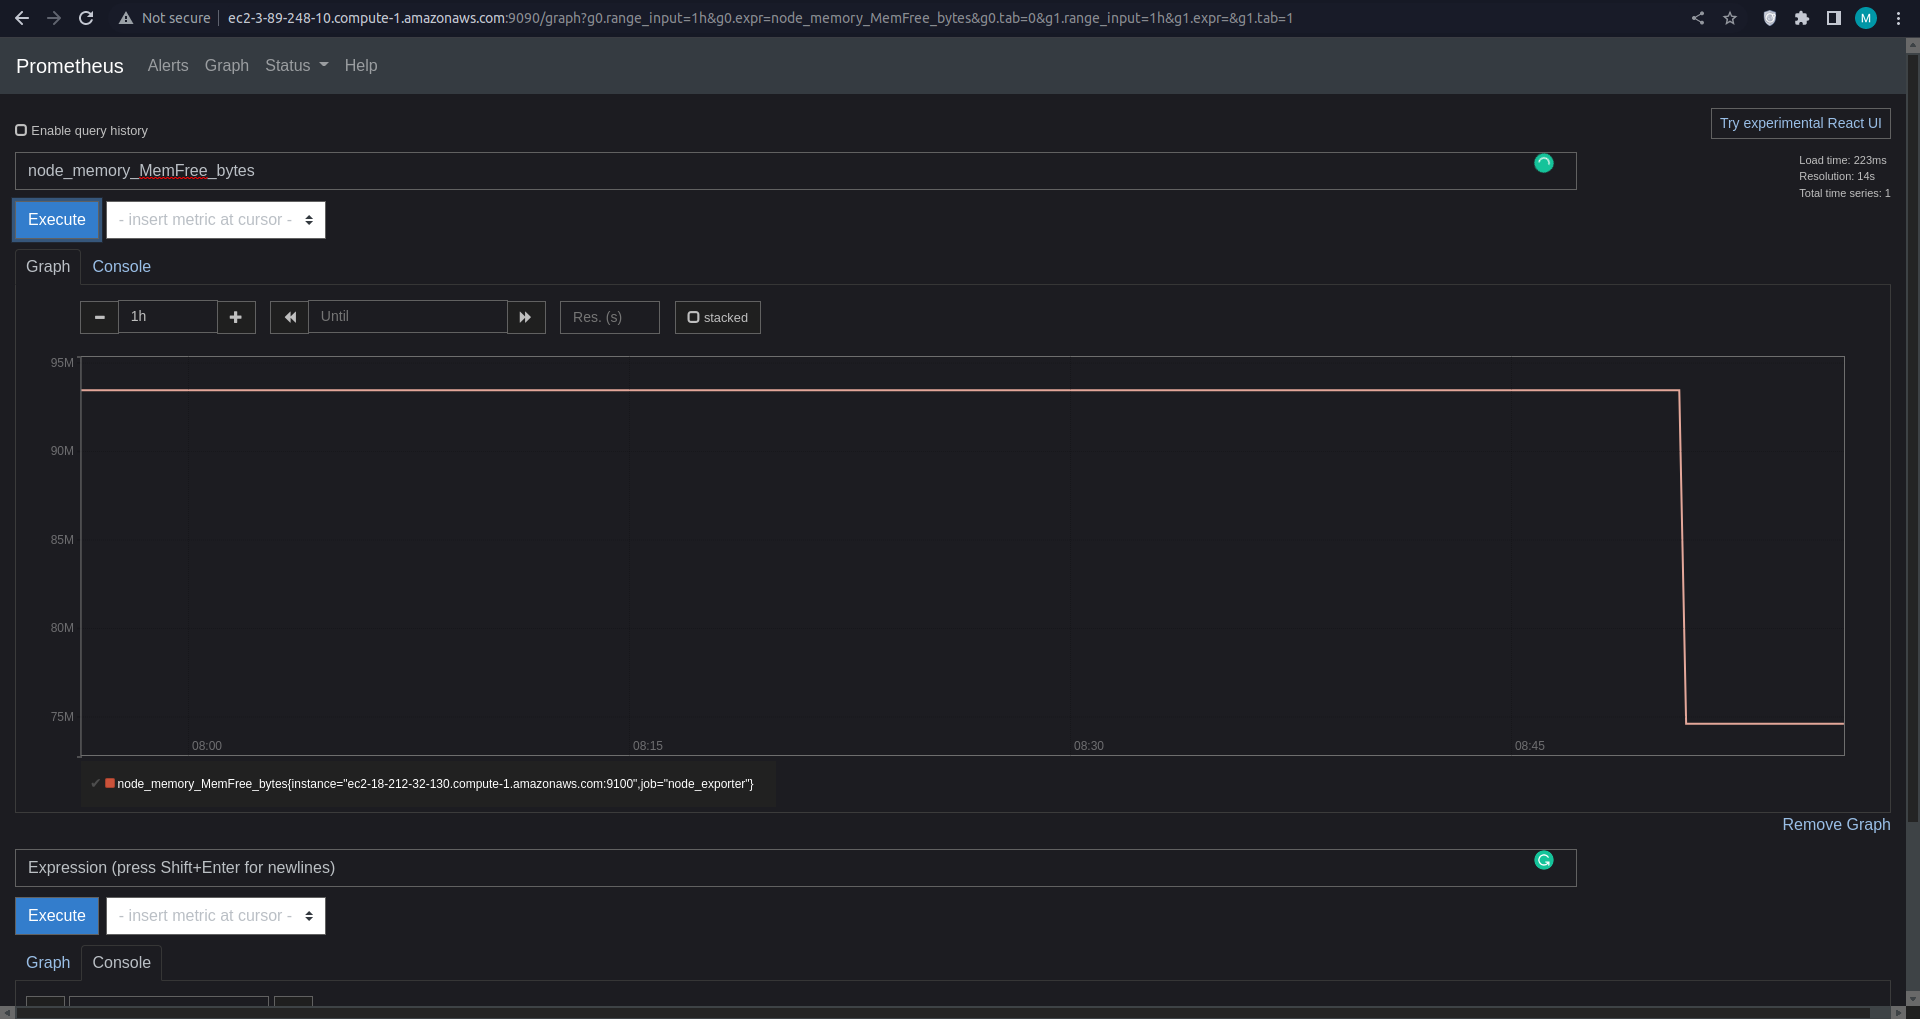 Not secure
ec2-3-89-248-10.compute-1.amazonaws.com:9090/graph?g0.range_input=1h&g0.expr=node_memory_MemFree_bytes&g0.tab=0&g1.range_input=1h&g1.expr=&g1.tab=1
M
Prometheus
Alerts
Graph
Status
Help
Enable query history
Try experimental React UI
node_memory_MemFree_bytes
Load time: 223ms
Resolution: 14s
Total time series: 1
Execute
- insert metric at cursor -
Graph
Console
1h
Until
Res. (s)
stacked
95M
90M
85M
80M
75M
08:00
08:15
08:30
08:45
node_memory_MemFree_bytes{instance="ec2-18-212-32-130.compute-1.amazonaws.com:9100",job="node_exporter"}
Remove Graph
Expression (press Shift+Enter for newlines)
Execute
- insert metric at cursor -
Graph
Console